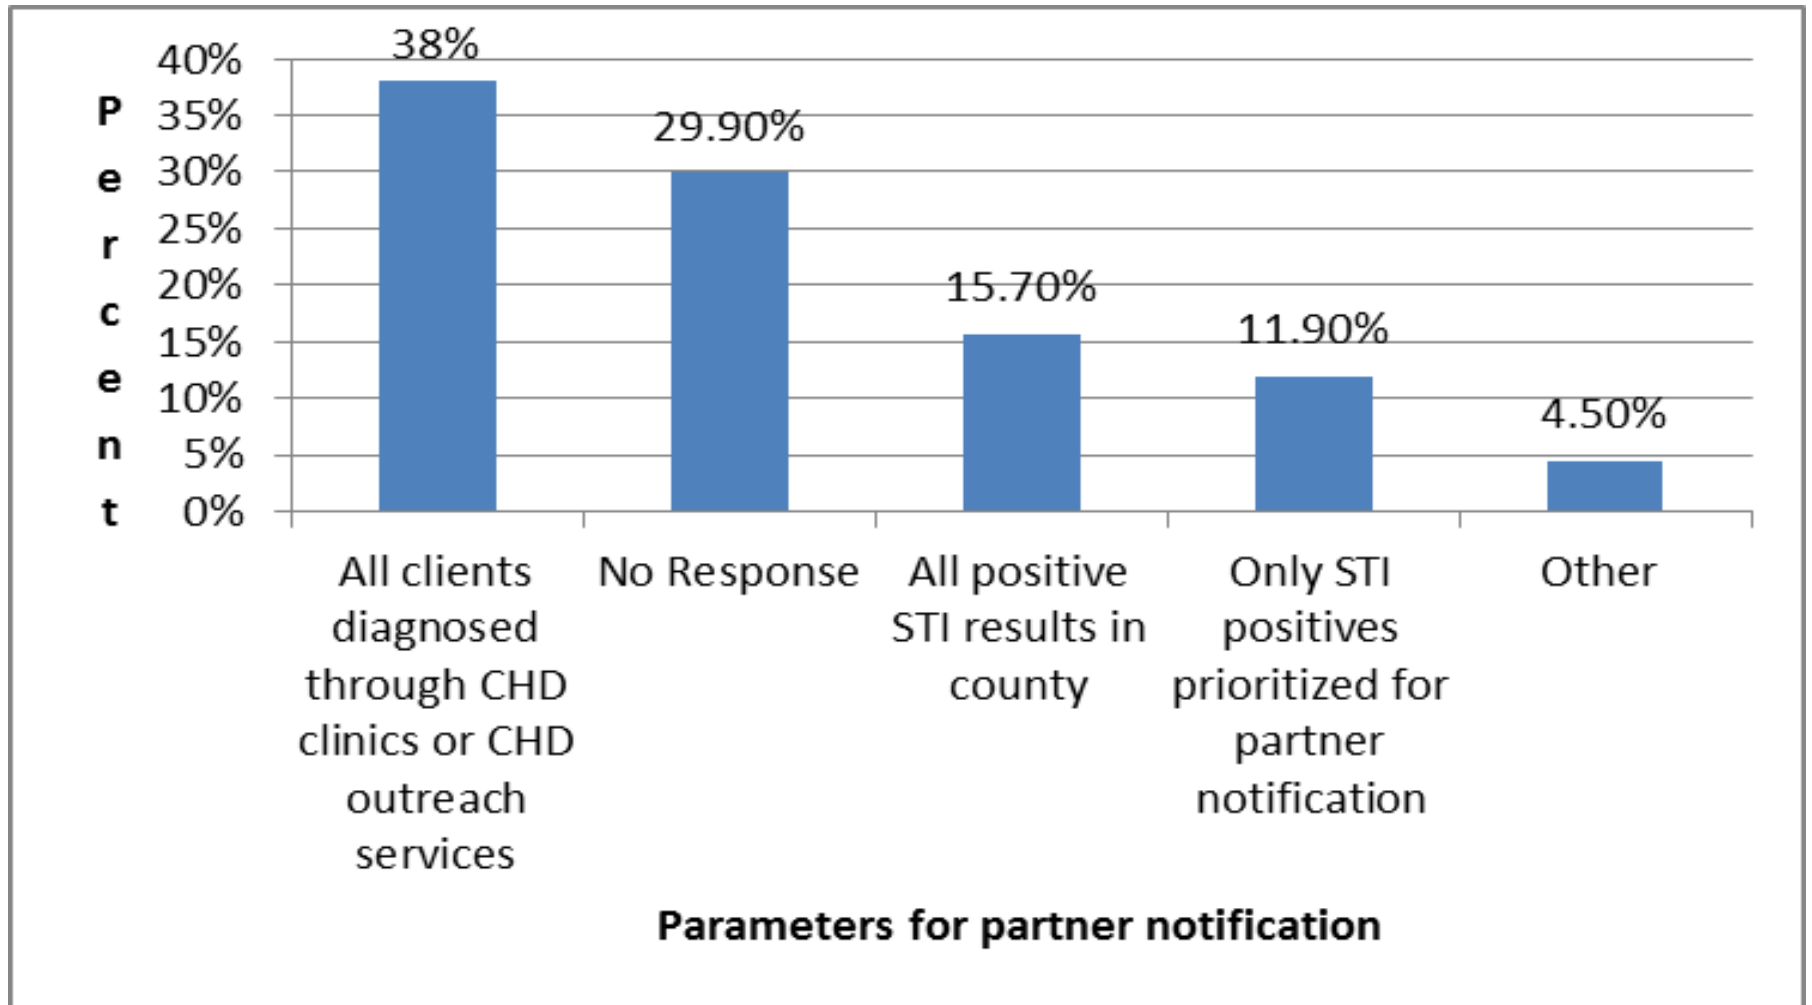 38%
29.90%
15.70%
11.90%
4.50%
40%
35%
30%
25%
20%
15%
10%
5%
0%
Percent
All clients
diagnosed
through CHD
clinics or CHD
outreach
services
No Response
All positive
STI results in
county
Only STI
positives
prioritized for
partner
notification
Other
Parameters for partner notification